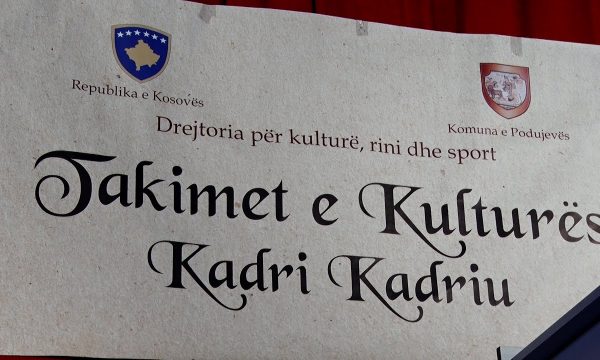 Republika e Kosovës
Komuna e Podujevës
Drejtoria për kulturë, rini dhe sport
Takimet e Kulturës
Kadri Kadriu